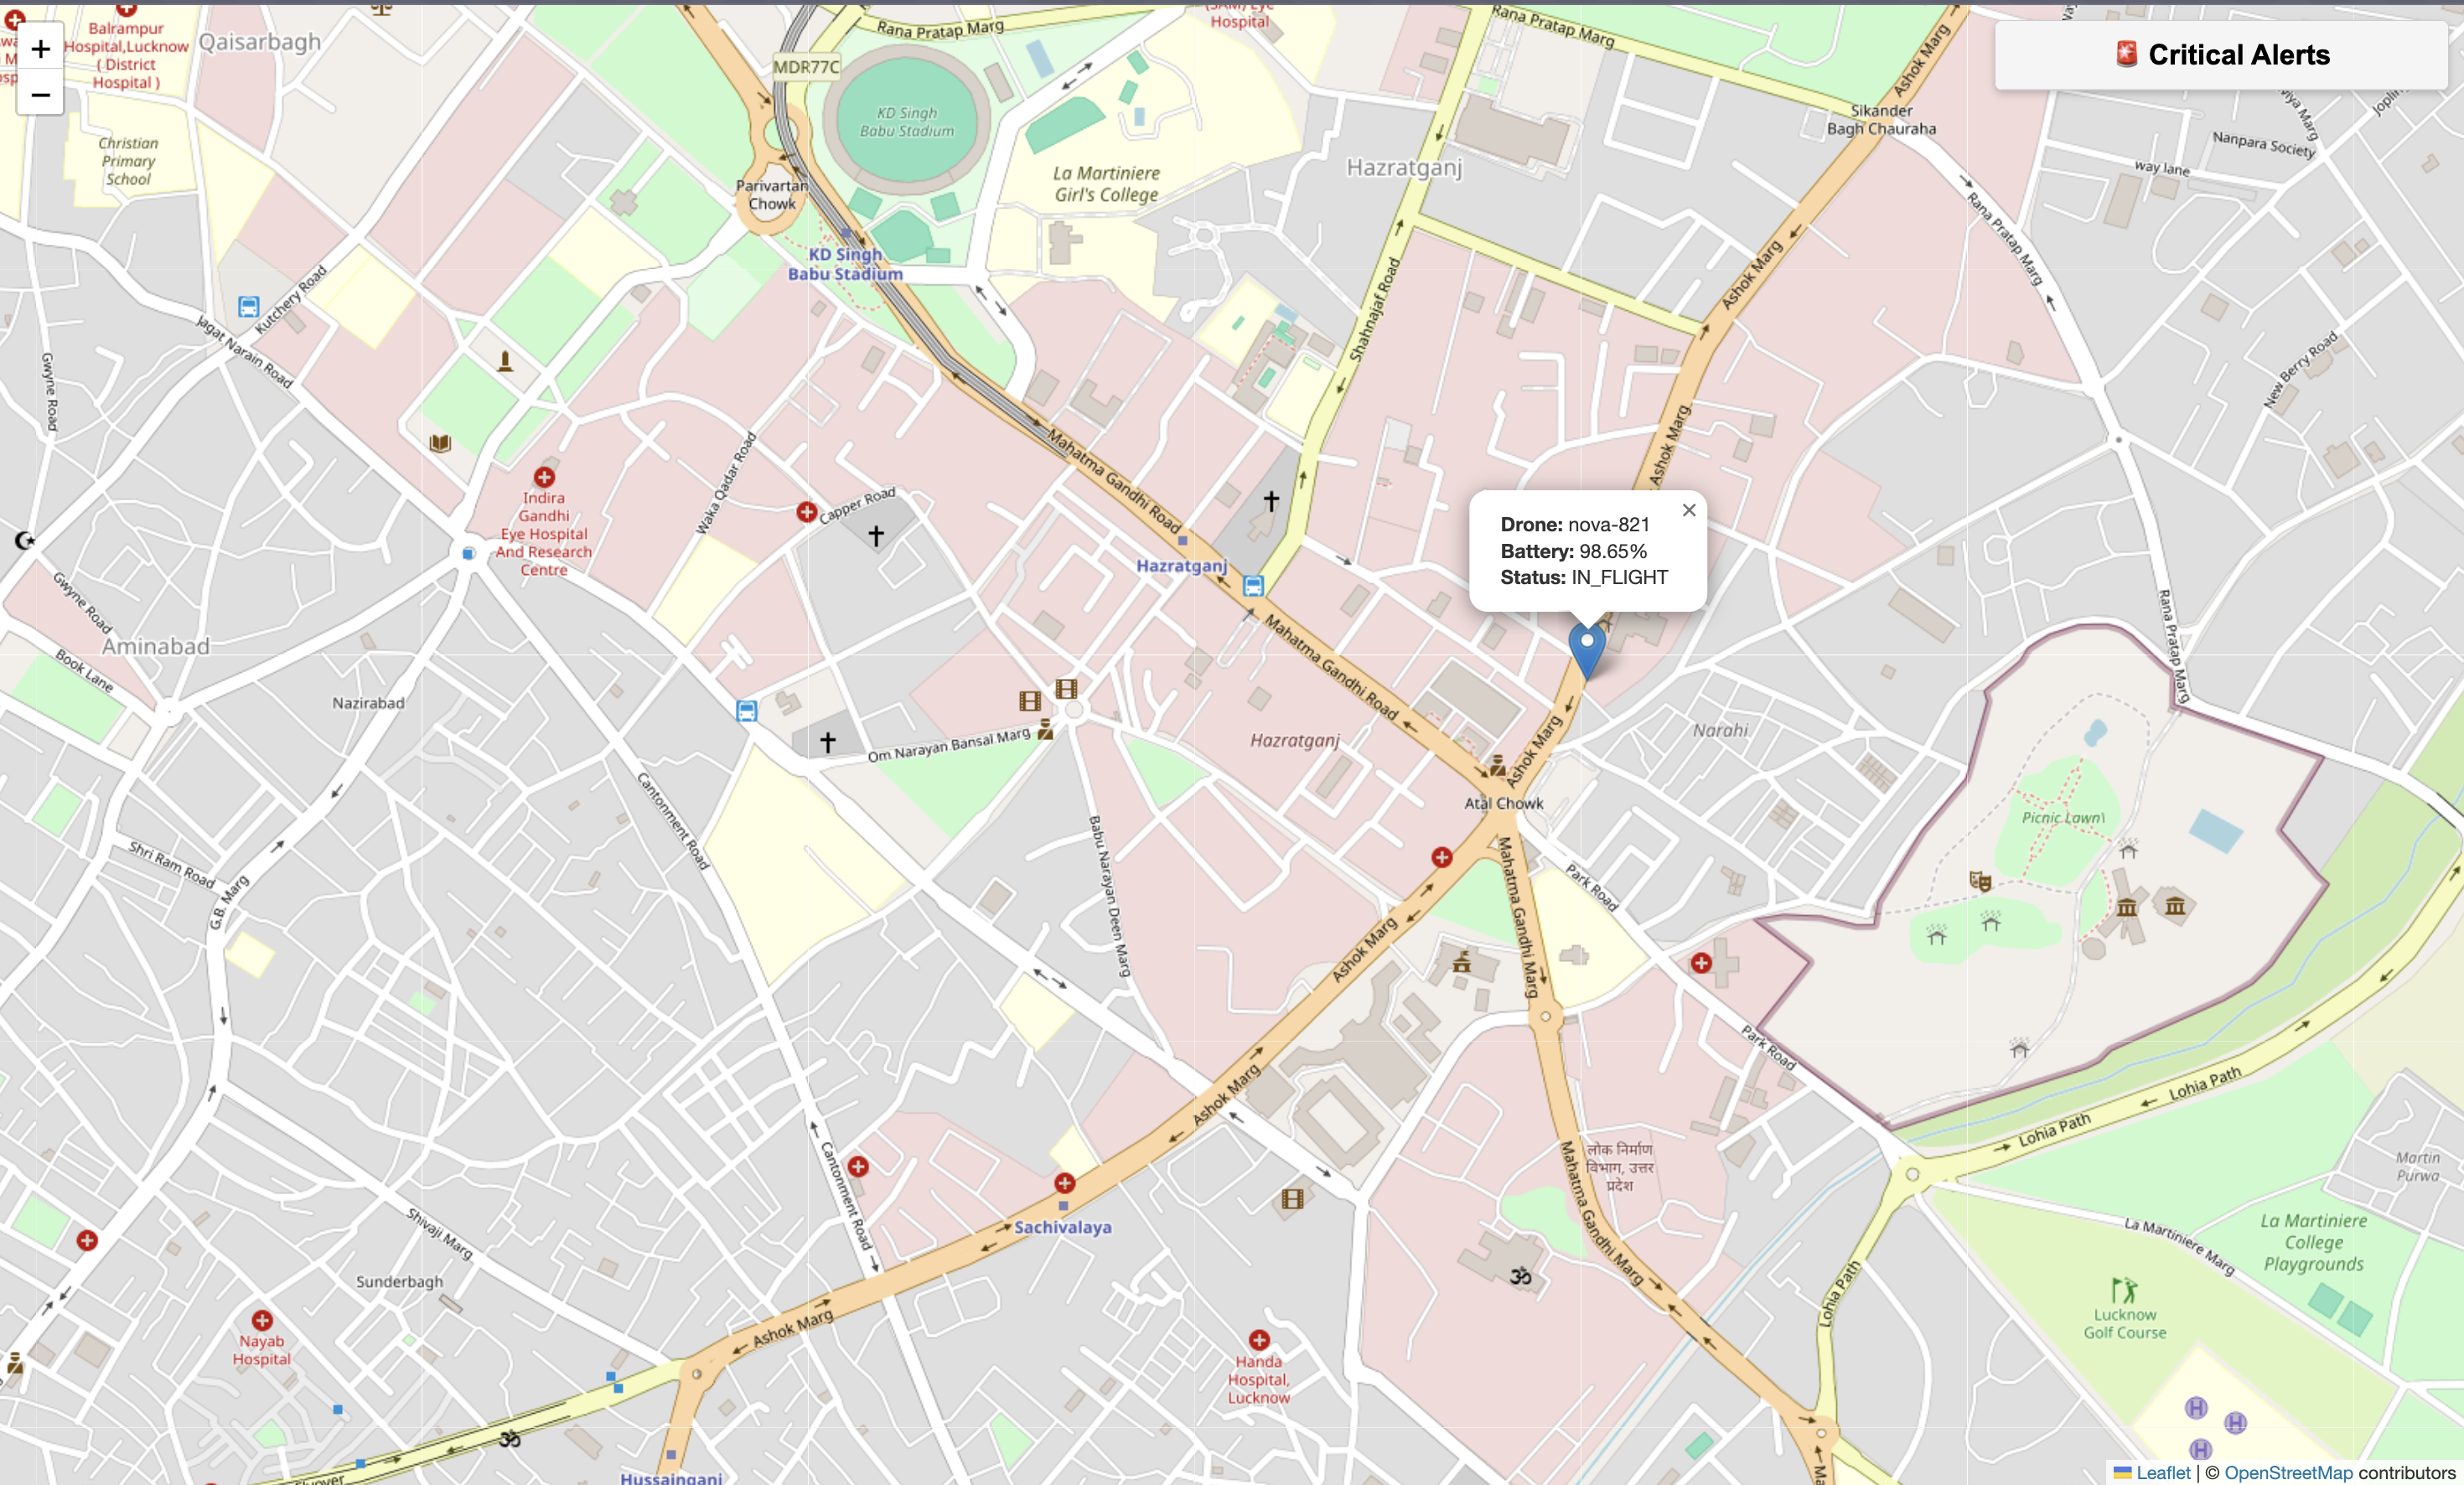 +
−
Balrampur
Hospital,Lucknow
( District
Hospital )
Qaisarbagh
Christian
Primary
School
MDR77C
Rana Pratap Marg
KD Singh
Babu Stadium
Hospital
La Martiniere
Girl's College
Parivartan
Chowk
KD Singh
Babu Stadium
Rana Pratap Marg
Hazratganj
Sikander
Bagh Chauraha
Ashok Marg
🚨 Critical Alerts
Nanpara Society
way lane
Rana Pratap Marg
New Berry Road
Kutchery Road
Jagat Narain Road
Gwyne Road
Shahnajaf Road
Ashok Marg
Ashok Marg
Mahatma Gandhi Road
Waka Qadar Road
Capper Road
Indira
Gandhi
Eye Hospital
And Research
Centre
Hazratganj
Drone: nova-821
Battery: 98.65%
Status: IN_FLIGHT
×
Gwyne Road
Aminabad
Book Lane
Nazirabad
Mahatma Gandhi Road
Rana Pratap Marg
Om Narayan Bansal Marg
Hazratganj
Ashok Marg
Narahi
Atal Chowk
Picnic Lawn
Cantonment Road
Babu Narayan Deen Marg
Shri Ram Road
G.B. Marg
Mahatma Gandhi Marg
Park Road
Ashok Marg
Park Road
Ashok Marg
Lohia Path
Lohia Path
Cantonment Road
लोक निर्माण
विभाग, उत्तर
प्रदेश
Martin
Purwa
Sachivalaya
Shivaji Marg
Mahatma Gandhi Marg
La Martiniere Marg
La Martiniere
College
Playgrounds
Sunderbagh
Ashok Marg
Lohia Path
Lucknow
Golf Course
Nayab
Hospital
Handa
Hospital,
Lucknow
H
H
H
Hussainganj
Leaflet | © OpenStreetMap contributors